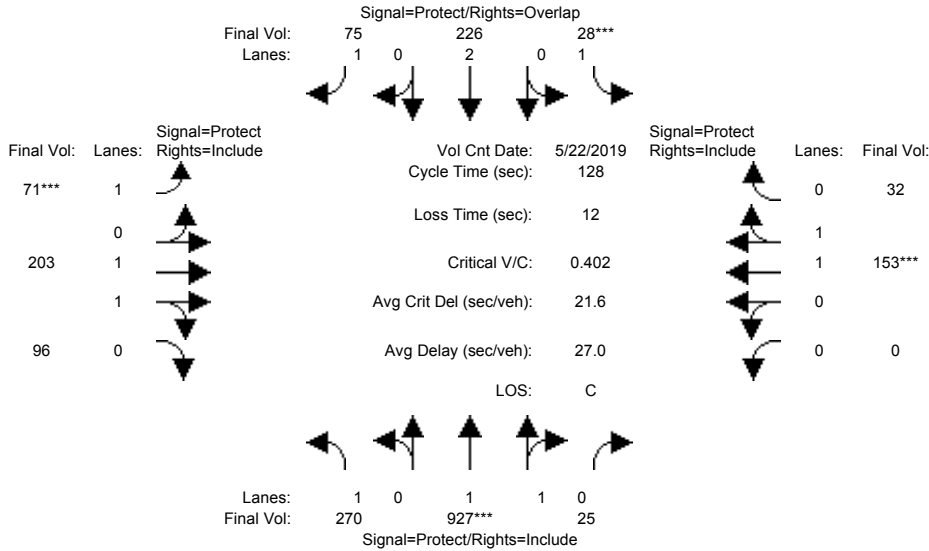 Signal=Protect/Rights=Overlap
Final Vol: 75 226 28***
Lanes: 1 0 2 0 1
Signal=Protect Signal=Protect
Final Vol: Lanes: Rights=Include Vol Cnt Date: 5/22/2019 Rights=Include Lanes: Final Vol:
Cycle Time (sec): 128
71*** 1 0 32
Loss Time (sec): 12
0 1
203 1 Critical V/C: 0.402 1 153***
1 Avg Crit Del (sec/veh): 21.6 0
96 0 Avg Delay (sec/veh): 27.0 0 0
LOS: C
Lanes: 1 0 1 1 0
Final Vol: 270 927*** 25
Signal=Protect/Rights=Include